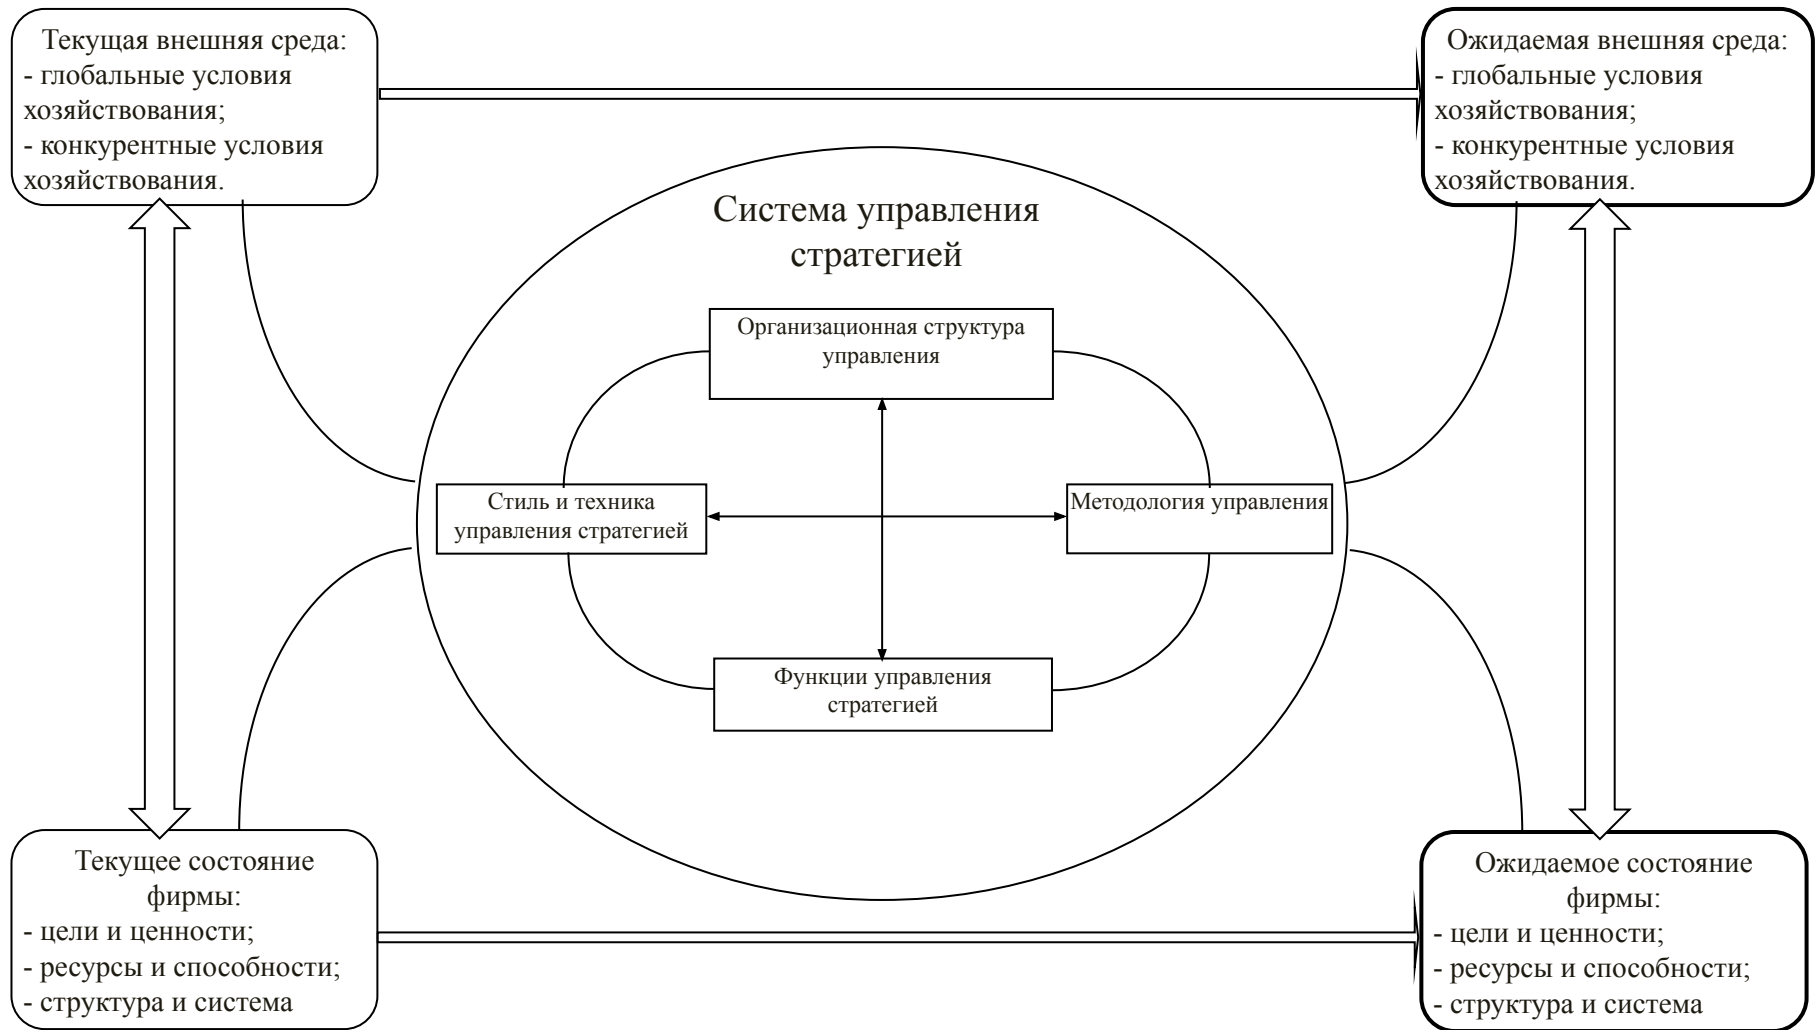 Текущая внешняя среда:
- глобальные условия
хозяйствования;
- конкурентные условия
хозяйствования.
Ожидаемая внешняя среда:
- глобальные условия
хозяйствования;
- конкурентные условия
хозяйствования.
Система управления
стратегией
Организационная структура
управления
Стиль и техника
управления стратегией
Методология управления
Функции управления
стратегией
Текущее состояние
фирмы:
- цели и ценности;
- ресурсы и способности;
- структура и система
Ожидаемое состояние
фирмы:
- цели и ценности;
- ресурсы и способности;
- структура и система